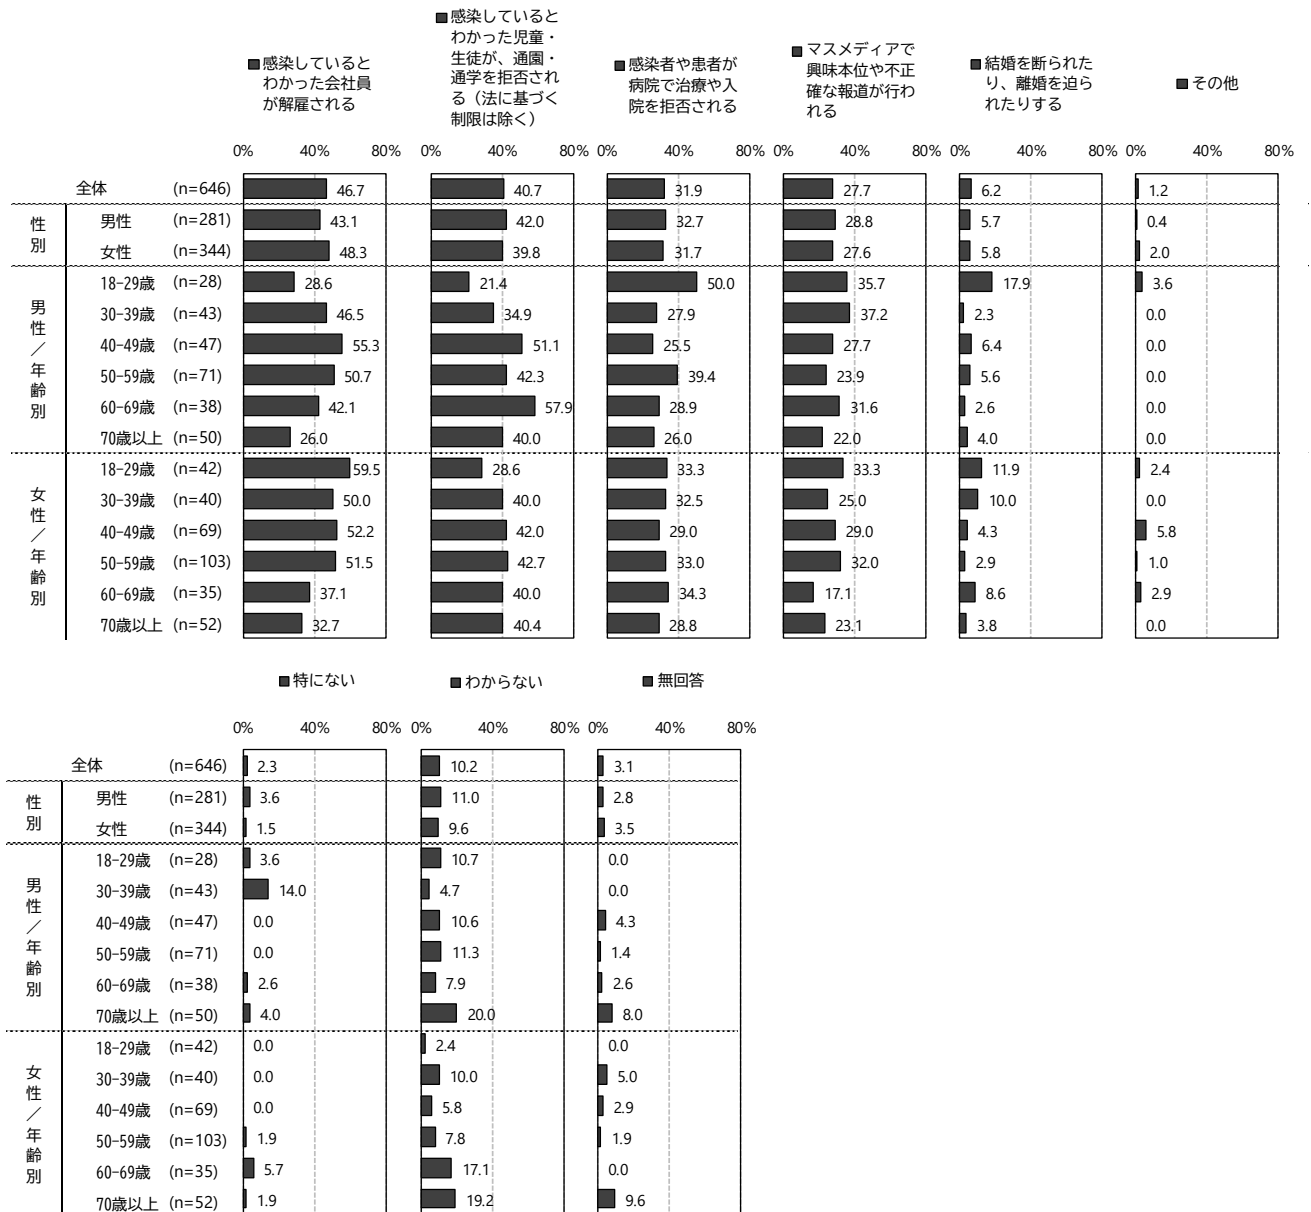 ■感染していると
わかった会社員
が解雇される
■感染していると
わかった児童・
生徒が、通園・
通学を拒否され
る（法に基づく
制限は除く）
■感染者や患者が
病院で治療や入
院を拒否される
■マスメディアで
興味本位や不正
確な報道が行わ
れる
■結婚を断られた
り、離婚を迫ら
れたりする
■その他
0% 40% 80% 0% 40% 80% 0% 40% 80% 0% 40% 80% 0% 40% 80% 0% 40% 80%
全体 (n=646) 46.7 40.7 31.9 27.7 6.2 1.2
性別
男性 (n=281) 43.1 42.0 32.7 28.8 5.7 0.4
女性 (n=344) 48.3 39.8 31.7 27.6 5.8 2.0
男性／年齢別
18-29歳 (n=28) 28.6 21.4 50.0 35.7 17.9 3.6
30-39歳 (n=43) 46.5 34.9 27.9 37.2 2.3 0.0
40-49歳 (n=47) 55.3 51.1 25.5 27.7 6.4 0.0
50-59歳 (n=71) 50.7 42.3 39.4 23.9 5.6 0.0
60-69歳 (n=38) 42.1 57.9 28.9 31.6 2.6 0.0
70歳以上 (n=50) 26.0 40.0 26.0 22.0 4.0 0.0
女性／年齢別
18-29歳 (n=42) 59.5 28.6 33.3 33.3 11.9 2.4
30-39歳 (n=40) 50.0 40.0 32.5 25.0 10.0 0.0
40-49歳 (n=69) 52.2 42.0 29.0 29.0 4.3 5.8
50-59歳 (n=103) 51.5 42.7 33.0 32.0 2.9 1.0
60-69歳 (n=35) 37.1 40.0 34.3 17.1 8.6 2.9
70歳以上 (n=52) 32.7 40.4 28.8 23.1 3.8 0.0
■特にない ■わからない ■無回答
0% 40% 80% 0% 40% 80% 0% 40% 80%
全体 (n=646) 2.3 10.2 3.1
性別
男性 (n=281) 3.6 11.0 2.8
女性 (n=344) 1.5 9.6 3.5
男性／年齢別
18-29歳 (n=28) 3.6 10.7 0.0
30-39歳 (n=43) 14.0 4.7 0.0
40-49歳 (n=47) 0.0 10.6 4.3
50-59歳 (n=71) 0.0 11.3 1.4
60-69歳 (n=38) 2.6 7.9 2.6
70歳以上 (n=50) 4.0 20.0 8.0
女性／年齢別
18-29歳 (n=42) 0.0 2.4 0.0
30-39歳 (n=40) 0.0 10.0 5.0
40-49歳 (n=69) 0.0 5.8 2.9
50-59歳 (n=103) 1.9 7.8 1.9
60-69歳 (n=35) 5.7 17.1 0.0
70歳以上 (n=52) 1.9 19.2 9.6